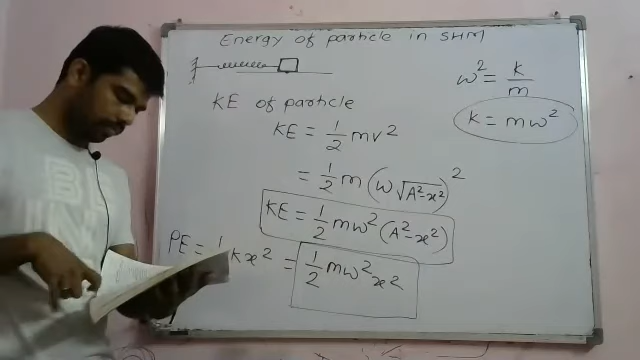 Energy of particle in SHM
ω² = k/m
k = mω²
KE of particle
KE = 1/2 mv²
= 1/2 m (ω √A²-x²)²
KE = 1/2 mω² (A²-x²)
PE = 1/2 kx² = 1/2 mω²x²